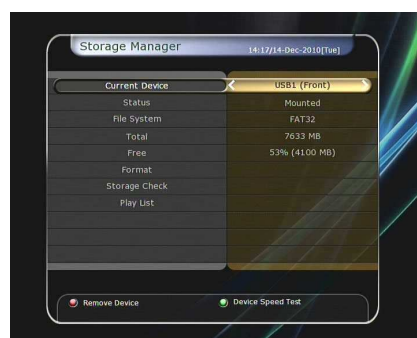 Storage Manager 14:17/14-Dec-2010[Tue]
Current Device USB1 (Front)
Status Mounted
File System FAT32
Total 7633 MB
Free 53% (4100 MB)
Format
Storage Check
Play List
Remove Device Device Speed Test